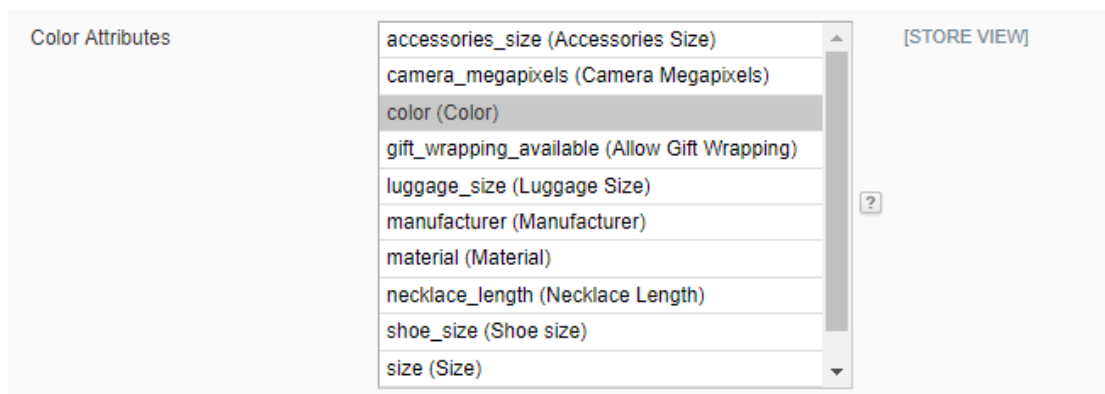 Color Attributes
accessories_size (Accessories Size)
[STORE VIEW]
camera_megapixels (Camera Megapixels)
color (Color)
gift_wrapping_available (Allow Gift Wrapping)
luggage_size (Luggage Size)
?
manufacturer (Manufacturer)
material (Material)
necklace_length (Necklace Length)
shoe_size (Shoe size)
size (Size)